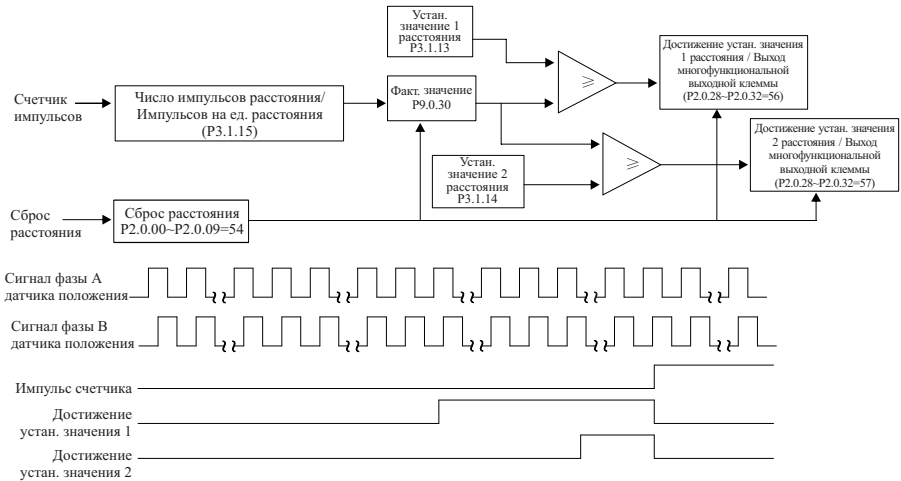 Устан.
значение 1
расстояния
P3.1.13
Достижение устан. значения
1 расстояния / Выход
многофункциональной
выходной клеммы
(P2.0.28~P2.0.32=56)
Счетчик
импульсов
Число импульсов расстояния/
Импульсов на ед. расстояния
(P3.1.15)
Факт. значение
P9.0.30
≥
Достижение устан. значения
2 расстояния / Выход
многофункциональной
выходной клеммы
(P2.0.28~P2.0.32=57)
Устан.
значение 2
расстояния
P3.1.14
≥
Сброс
расстояния
Сброс расстояния
P2.0.00~P2.0.09=54
Сигнал фазы А
датчика положения
Сигнал фазы В
датчика положения
Импульс счетчика
Достижение
устан. значения 1
Достижение
устан. значения 2